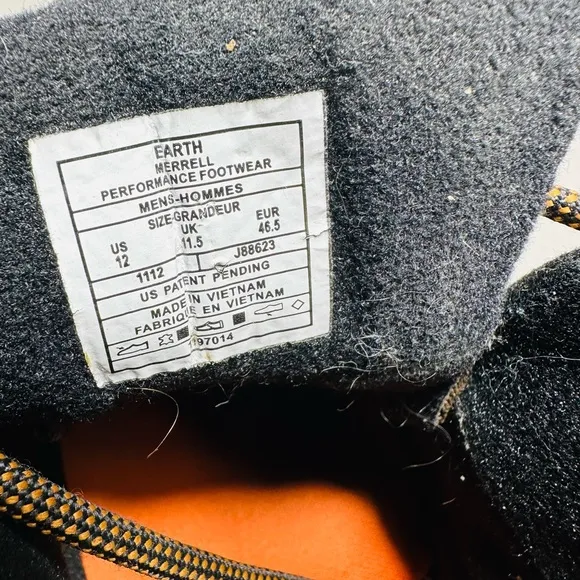 EARTH
MERRELL
PERFORMANCE FOOTWEAR
MENS-HOMMES
SIZE-GRANDEUR
US UK EUR
12 11.5 46.5
1112 J88623
US PATENT PENDING
MADE IN VIETNAM
FABRIQUE EN VIETNAM